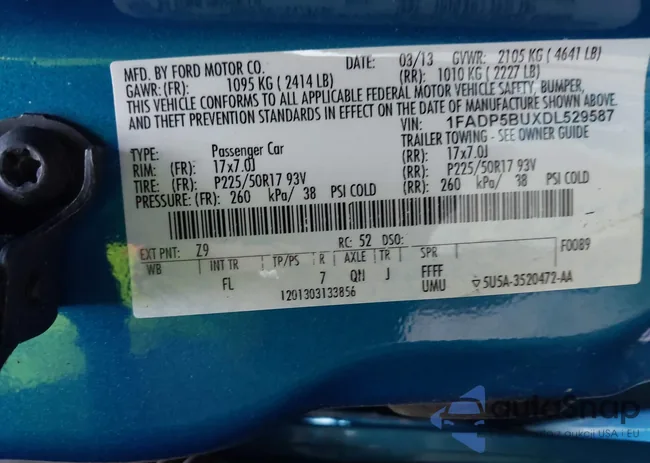 MFD. BY FORD MOTOR CO.
DATE: 03/13 GVWR: 2105 KG ( 4641 LB)
GAWR: (FR): 1095 KG ( 2414 LB) (RR): 1010 KG ( 2227 LB)
THIS VEHICLE CONFORMS TO ALL APPLICABLE FEDERAL MOTOR VEHICLE SAFETY, BUMPER,
AND THEFT PREVENTION STANDARDS IN EFFECT ON THE DATE OF MANUFACTURE SHOWN ABOVE.
VIN: 1FADP5BUXDL529587
TRAILER TOWING - SEE OWNER GUIDE
TYPE: Passenger Car
RIM: (FR): 17x7.0J (RR): 17x7.0J
TIRE: (FR): P225/50R17 93V (RR): P225/50R17 93V
PRESSURE: (FR): 260 kPa/ 38 PSI COLD (RR): 260 kPa/ 38 PSI COLD
EXT PNT: Z9 RC: 52 DSO: F0089
WB INT TR TP/PS R AXLE TR SPR
FL 7 QN J FFFF
1201303133856 UMU 5U5A-3520472-AA
autoSnap
aukcji USA | EU